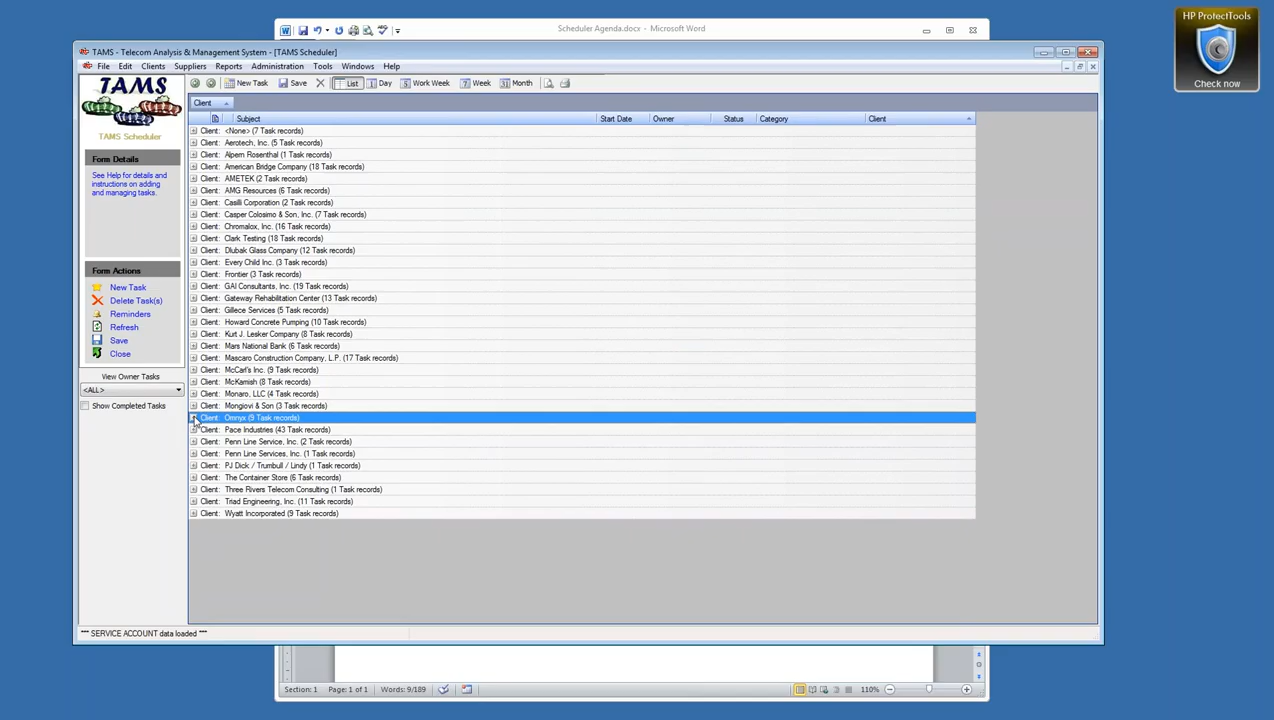 HP ProtectTools
Check now
Scheduler Agenda.docx - Microsoft Word
TAMS - Telecom Analysis & Management System - [TAMS Scheduler]
File Edit Clients Suppliers Reports Administration Tools Windows Help
New Task Save List Day 5 Work Week 7 Week 31 Month
TAMS
TAMS Scheduler
Form Details
See Help for details and
instructions on adding
and managing tasks.
Form Actions
New Task
Delete Task(s)
Reminders
Refresh
Save
Close
View Owner Tasks
<ALL>
Show Completed Tasks
Client
Subject Start Date Owner Status Category Client
Client: <None> (7 Task records)
Client: Aerotech, Inc. (5 Task records)
Client: Alpern Rosenthal (1 Task records)
Client: American Bridge Company (18 Task records)
Client: AMETEK (2 Task records)
Client: AMG Resources (6 Task records)
Client: Casilli Corporation (2 Task records)
Client: Casper Colosimo & Son, Inc. (7 Task records)
Client: Chromalox, Inc. (16 Task records)
Client: Clark Testing (18 Task records)
Client: Dlubak Glass Company (12 Task records)
Client: Every Child Inc. (3 Task records)
Client: Frontier (3 Task records)
Client: GAI Consultants, Inc. (19 Task records)
Client: Gateway Rehabilitation Center (13 Task records)
Client: Gillece Services (5 Task records)
Client: Howard Concrete Pumping (10 Task records)
Client: Kurt J. Lesker Company (8 Task records)
Client: Mars National Bank (6 Task records)
Client: Mascaro Construction Company, L.P. (17 Task records)
Client: McCarl's Inc. (9 Task records)
Client: McKamish (8 Task records)
Client: Monaro, LLC (4 Task records)
Client: Mongiovi & Son (3 Task records)
Client: Omnyx (9 Task records)
Client: Pace Industries (43 Task records)
Client: Penn Line Service, Inc. (2 Task records)
Client: Penn Line Services, Inc. (1 Task records)
Client: PJ Dick / Trumbull / Lindy (1 Task records)
Client: The Container Store (6 Task records)
Client: Three Rivers Telecom Consulting (1 Task records)
Client: Triad Engineering, Inc. (11 Task records)
Client: Wyatt Incorporated (9 Task records)
*** SERVICE ACCOUNT data loaded ***
Section: 1 Page: 1 of 1 Words: 9/189 110%